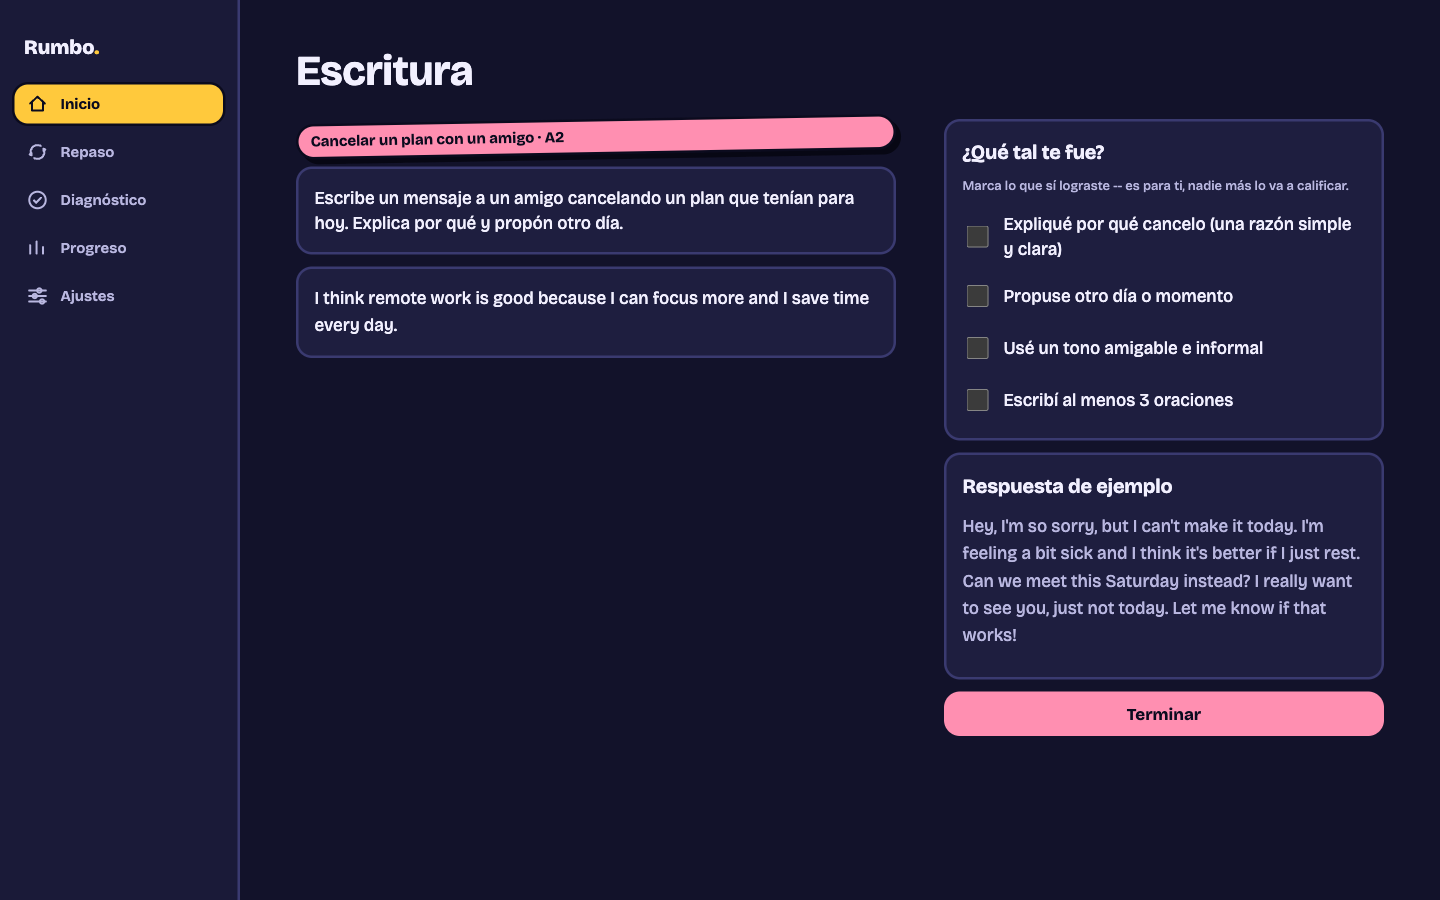 Rumbo.
Inicio
Repaso
Diagnóstico
Progreso
Ajustes
Escritura
Cancelar un plan con un amigo · A2
Escribe un mensaje a un amigo cancelando un plan que tenían para
hoy. Explica por qué y propón otro día.
I think remote work is good because I can focus more and I save time
every day.
¿Qué tal te fue?
Marca lo que sí lograste -- es para ti, nadie más lo va a calificar.
Expliqué por qué cancelo (una razón simple
y clara)
Propuse otro día o momento
Usé un tono amigable e informal
Escribí al menos 3 oraciones
Respuesta de ejemplo
Hey, I'm so sorry, but I can't make it today. I'm
feeling a bit sick and I think it's better if I just rest.
Can we meet this Saturday instead? I really want
to see you, just not today. Let me know if that
works!
Terminar